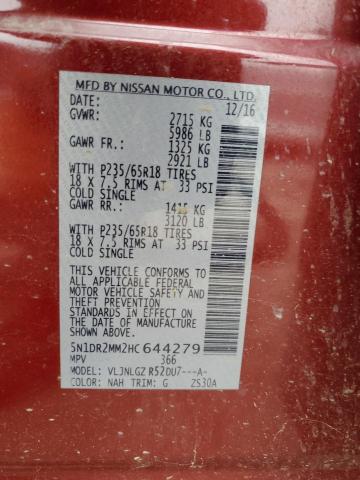 MFD BY NISSAN MOTOR CO., LTD.
DATE: 12/16
GVWR: 2715 KG
5986 LB
GAWR FR.: 1325 KG
2921 LB
WITH P235/65R18 TIRES
18 X 7.5 RIMS AT 33 PSI
COLD SINGLE
GAWR RR.: 1415 KG
3120 LB
WITH P235/65R18 TIRES
18 X 7.5 RIMS AT 33 PSI
COLD SINGLE
THIS VEHICLE CONFORMS TO
ALL APPLICABLE FEDERAL
MOTOR VEHICLE SAFETY AND
THEFT PREVENTION
STANDARDS IN EFFECT ON
THE DATE OF MANUFACTURE
SHOWN ABOVE.
5N1DR2MM2HC644279
MPV 366
MODEL: VLJNLGZ R52DU7---A-
COLOR: NAH TRIM: G ZS30A